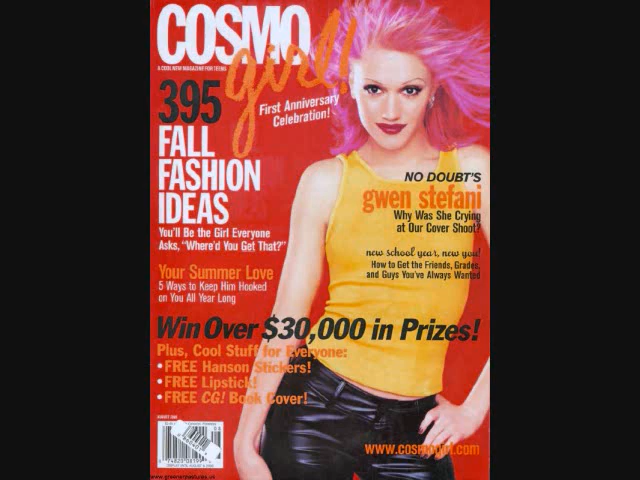 COSMO
girl!
A COOL NEW MAGAZINE FOR TEENS
First Anniversary
Celebration!
395
FALL
FASHION
IDEAS
You'll Be the Girl Everyone
Asks, "Where'd You Get That?"
NO DOUBT'S
gwen stefani
Why Was She Crying
at Our Cover Shoot?
new school year, new you!
How to Get the Friends, Grades,
and Guys You've Always Wanted
Your Summer Love
5 Ways to Keep Him Hooked
on You All Year Long
Win Over $30,000 in Prizes!
Plus, Cool Stuff for Everyone:
• FREE Hanson Stickers!
• FREE Lipstick!
• FREE CG! Book Cover!
AUGUST 2000
www.cosmogirl.com